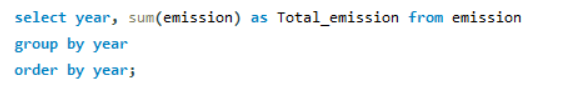 select year, sum(emission) as Total_emission from emission
group by year
order by year;